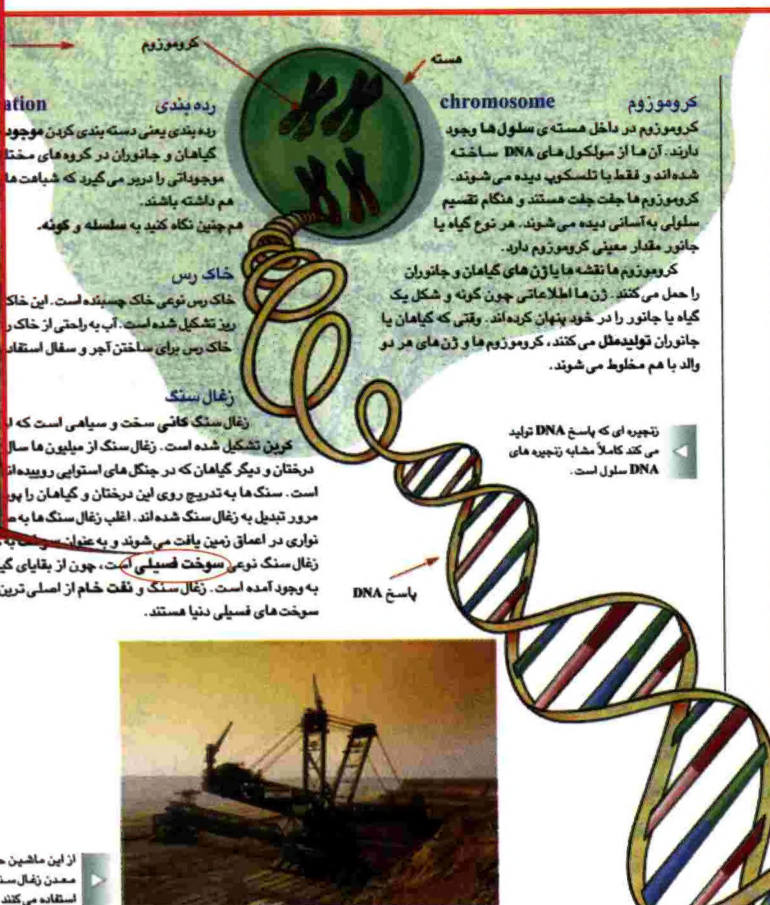 کروموزوم
هسته
کروموزوم chromosome
کروموزوم در داخل هسته ی سلول ها وجود
دارند. آن ها از مولکول های DNA ساخته
شده اند و فقط با تلسکوپ دیده می شوند.
کروموزوم ها جفت جفت هستند و هنگام تقسیم
سلولی به آسانی دیده می شوند. هر نوع گیاه یا
جانور مقدار معینی کروموزوم دارد.
کروموزوم ها نقشه ها یا ژن های گیاهان و جانوران
را حمل می کنند. ژن ها اطلاعاتی چون گونه و شکل یک
گیاه یا جانور را در خود پنهان کرده اند. وقتی که گیاهان یا
جانوران تولیدمثل می کنند، کروموزوم ها و ژن های هر دو
والد با هم مخلوط می شوند.
زنجیره ای که پاسخ DNA تولید
می کند کاملاً مشابه زنجیره های
DNA سلول است.
پاسخ DNA
رده بندی ation
رده بندی یعنی دسته بندی کردن موجود
گیاهان و جانوران در گروه های مختل
موجوداتی را دربر می گیرد که شباهت ها
هم داشته باشند.
هم چنین نگاه کنید به سلسله و گونه.
خاک رس
خاک رس نوعی خاک چسبنده است. این خاک
ریز تشکیل شده است. آب به راحتی از خاک ر
خاک رس برای ساختن آجر و سفال استفاد
زغال سنگ
زغال سنگ کانی سخت و سیاهی است که از
کربن تشکیل شده است. زغال سنگ از میلیون ها سال
درختان و دیگر گیاهان که در جنگل های استوایی روییده اند
است. سنگ ها به تدریج روی این درختان و گیاهان را پو
مرور تبدیل به زغال سنگ شده اند. اغلب زغال سنگ ها به
نواری در اعماق زمین یافت می شوند و به عنوان سوخت به
زغال سنگ نوعی سوخت فسیلی است، چون از بقایای گی
به وجود آمده است. زغال سنگ و نفت خام از اصلی ترین
سوخت های فسیلی دنیا هستند.
از این ماشین
معدن زغال سن
استفاده می کنند